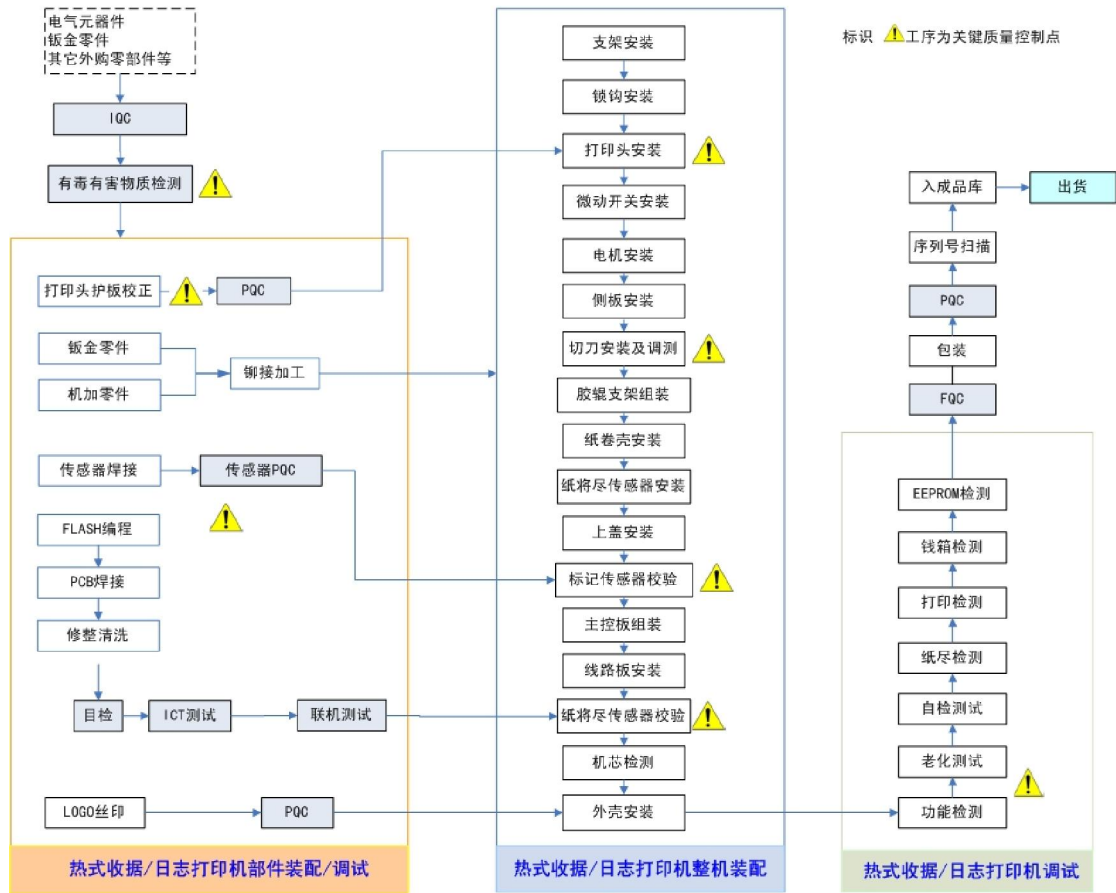 电气元器件
钣金零件
其它外购零部件等
IQC
有毒有害物质检测
打印头护板校正
PQC
钣金零件
机加零件
铆接加工
传感器焊接
传感器PQC
FLASH编程
PCB焊接
修整清洗
目检
ICT测试
联机测试
LOGO丝印
PQC
热式收据/日志打印机部件装配/调试
支架安装
锁钩安装
打印头安装
微动开关安装
电机安装
侧板安装
切刀安装及调测
胶辊支架组装
纸卷壳安装
纸将尽传感器安装
上盖安装
标记传感器校验
主控板组装
线路板安装
纸将尽传感器校验
机芯检测
外壳安装
热式收据/日志打印机整机装配
标识 工序为关键质量控制点
入成品库
出货
序列号扫描
PQC
包装
FQC
EEPROM检测
钱箱检测
打印检测
纸尽检测
自检测试
老化测试
功能检测
热式收据/日志打印机调试